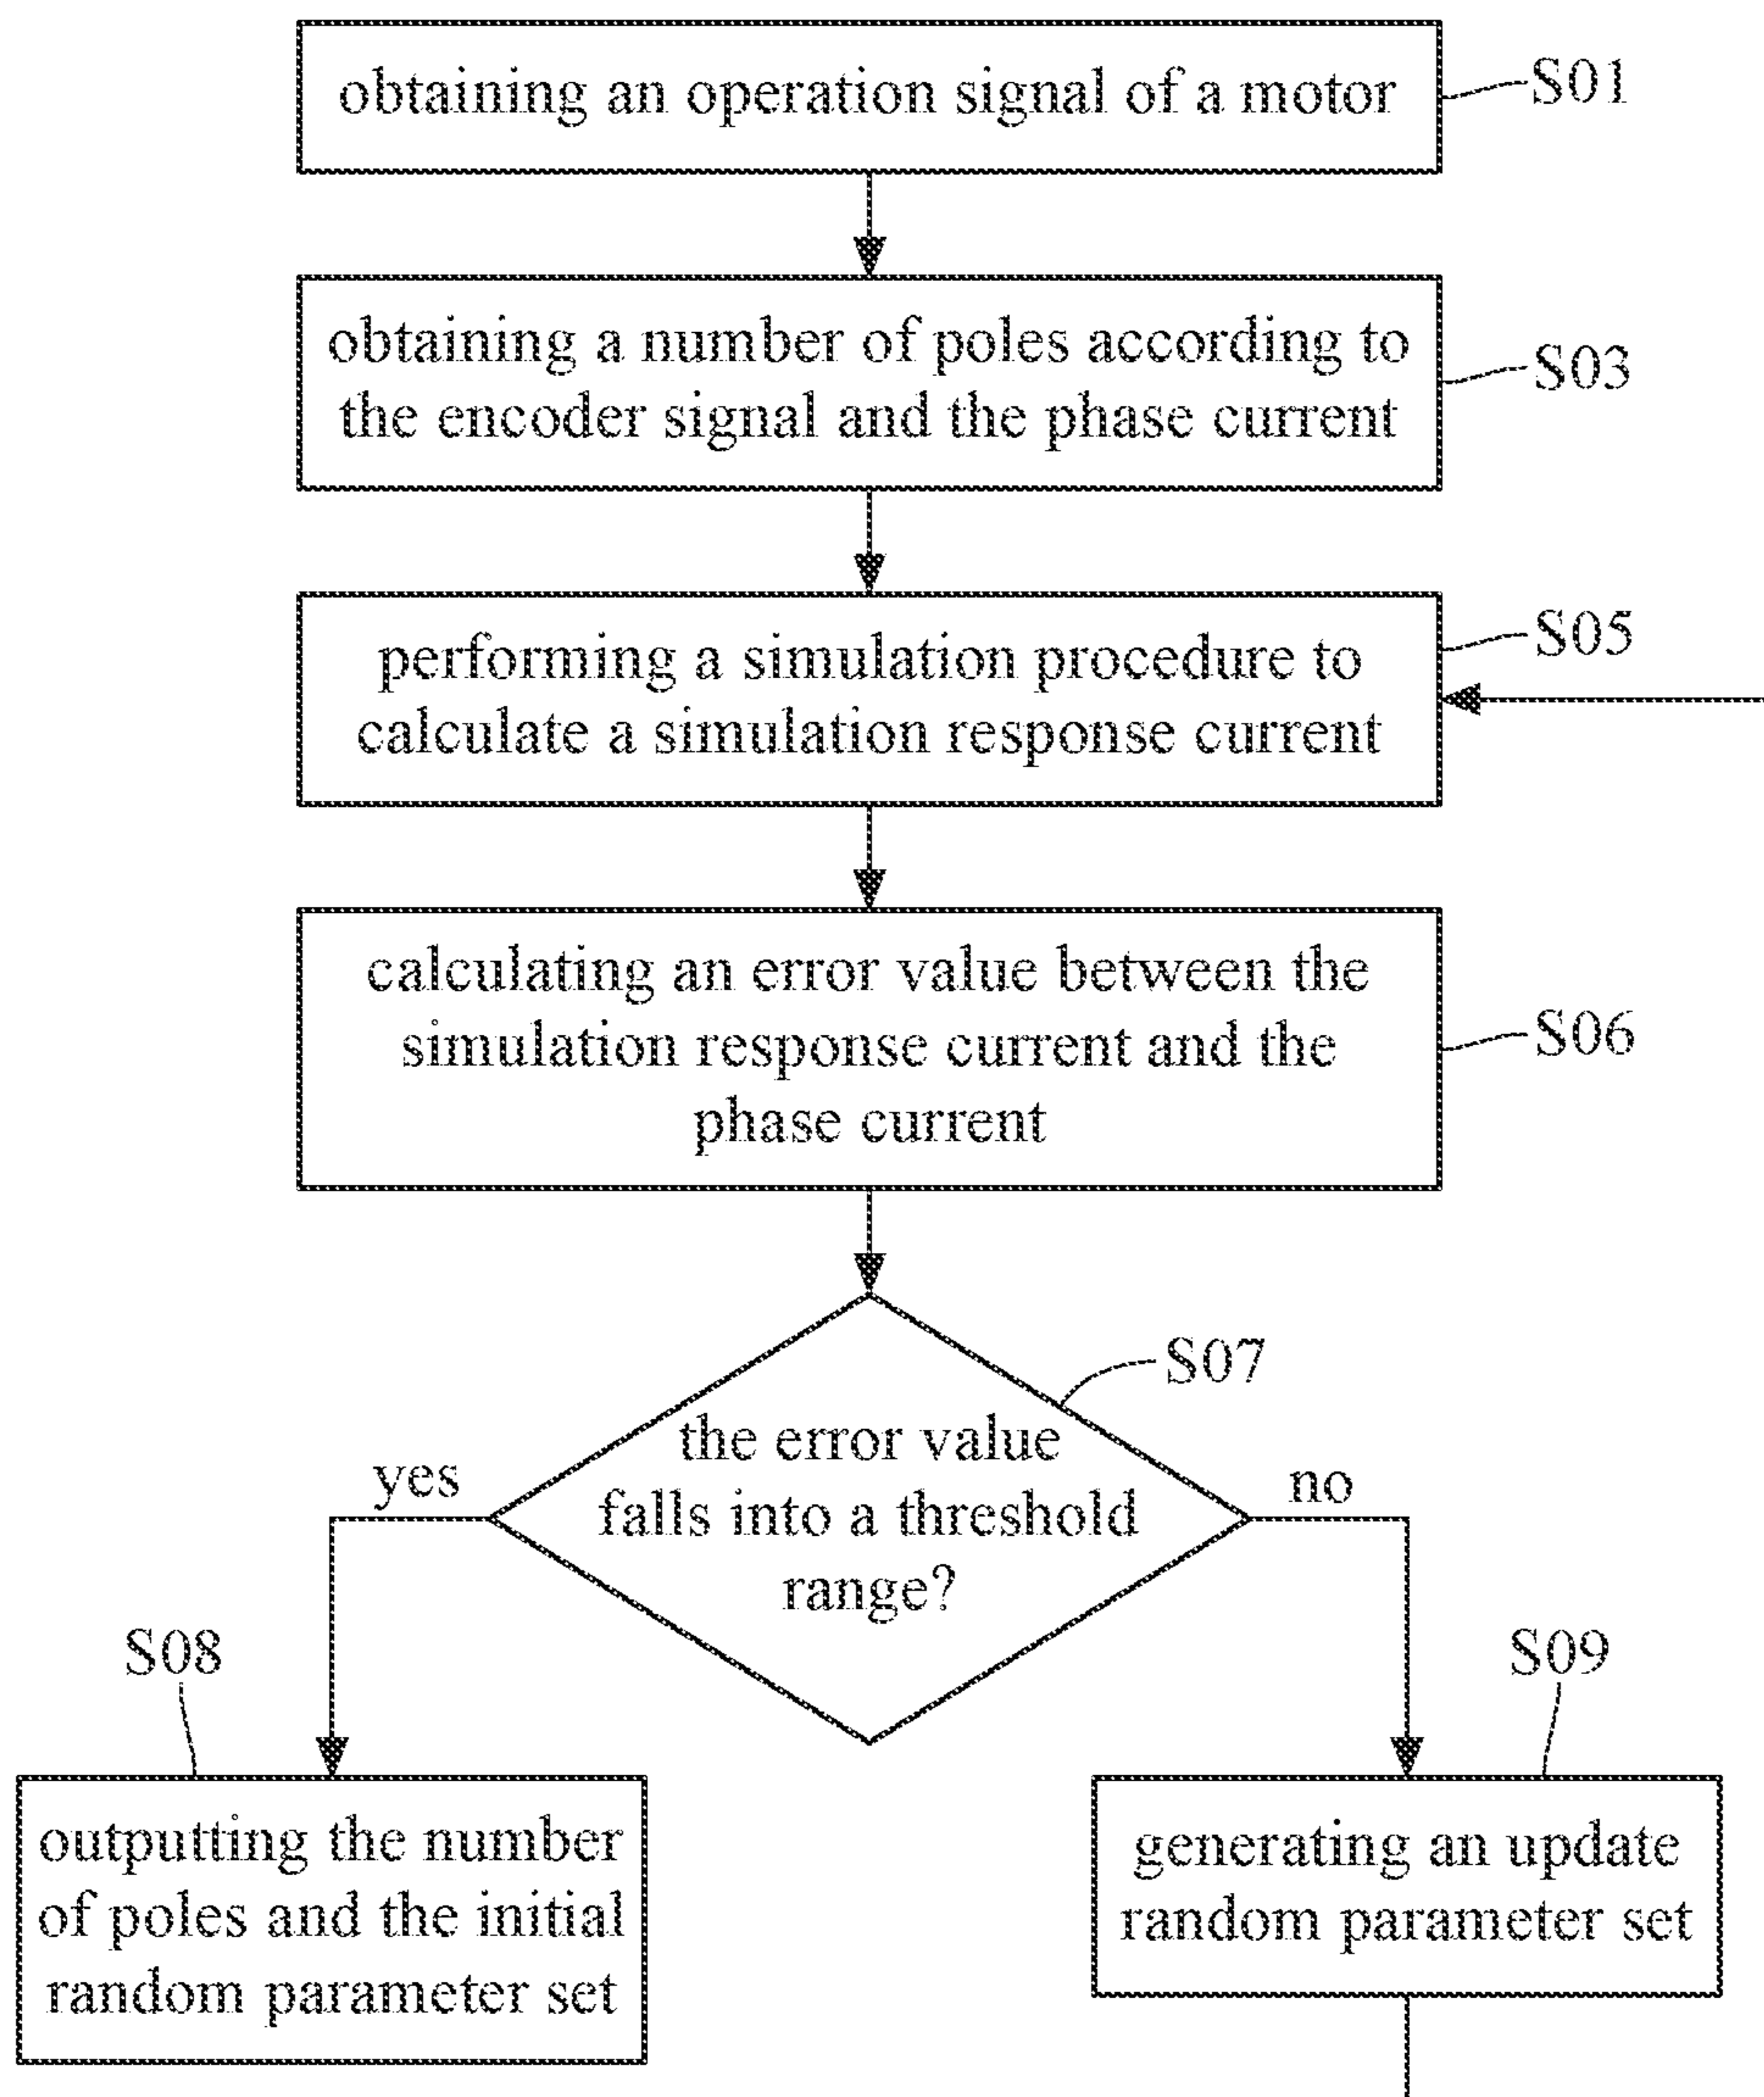 obtaining an operation signal of a motor
S01
obtaining a number of poles according to
the encoder signal and the phase current
S03
performing a simulation procedure to
calculate a simulation response current
S05
calculating an error value between the
simulation response current and the
phase current
S06
S07
the error value
falls into a threshold
range?
yes
no
S08
outputting the number
of poles and the initial
random parameter set
S09
generating an update
random parameter set